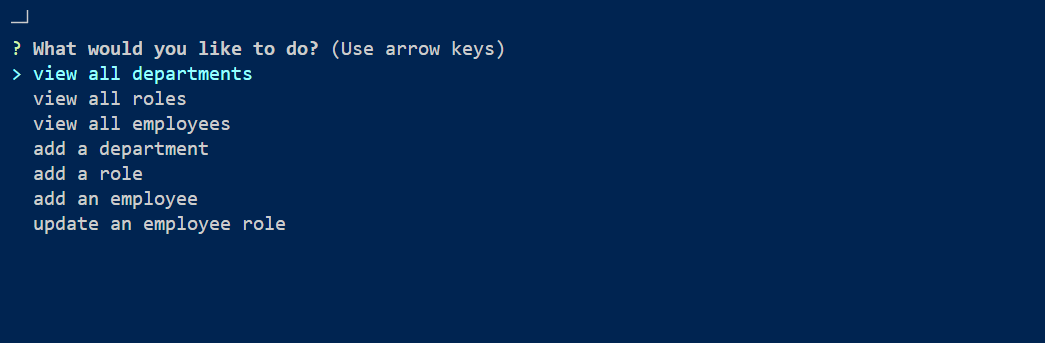 ? What would you like to do? (Use arrow keys)
> view all departments
view all roles
view all employees
add a department
add a role
add an employee
update an employee role